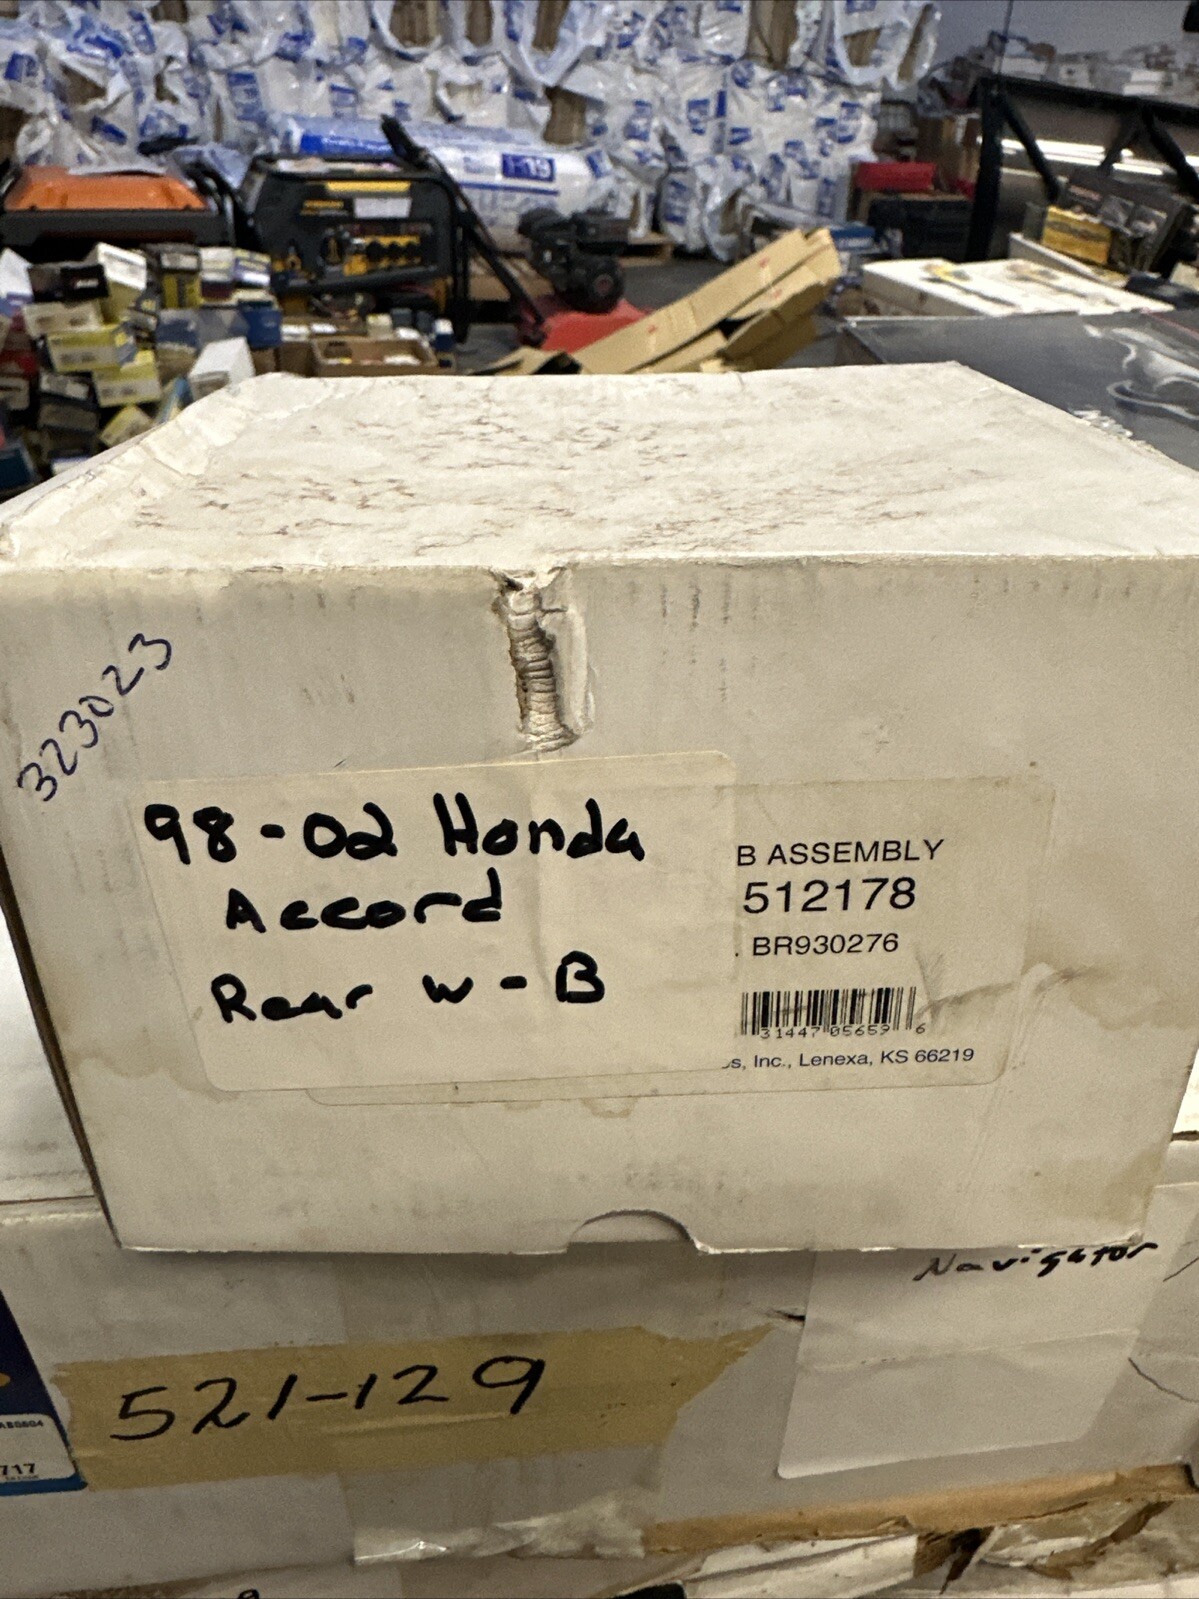 R-19
323023
98-02 Honda
Accord
Rear W-B
B ASSEMBLY
512178
. BR930276
31447 05659 6
s, Inc., Lenexa, KS 66219
Navigator
521-129
717